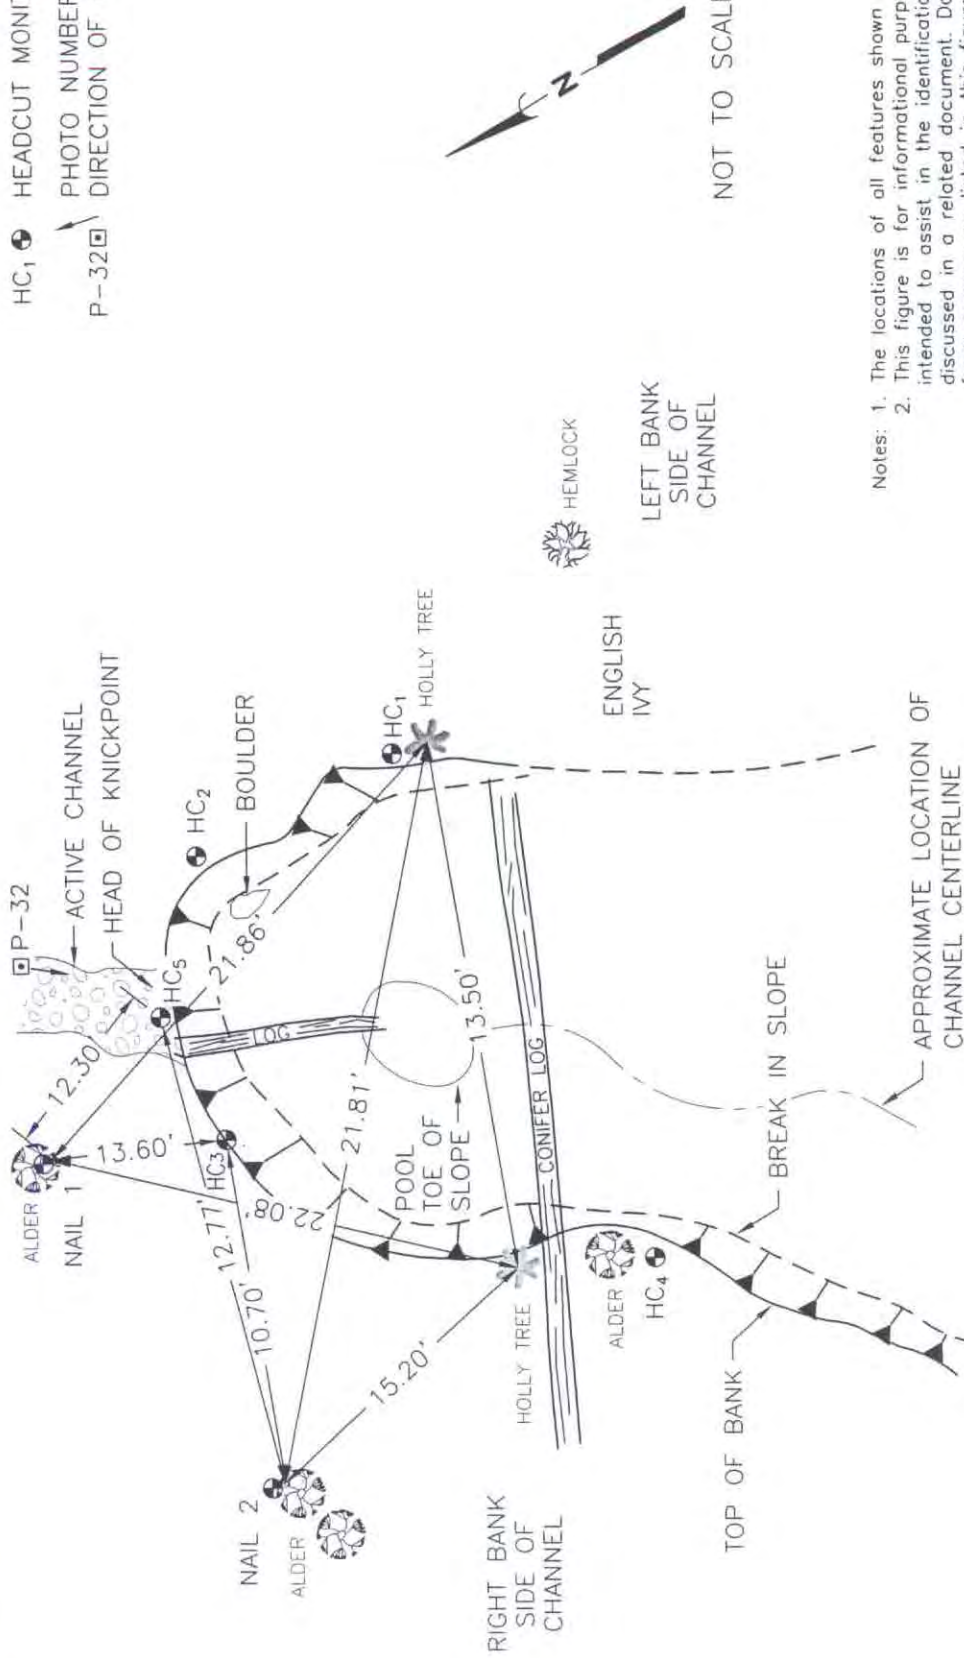 HC₁ HEADCUT MONIT
PHOTO NUMBER
P-32 DIRECTION OF
N
NOT TO SCALE
Notes: 1. The locations of all features shown
2. This figure is for informational purp
intended to assist in the identificatio
discussed in a related document. Do
P-32
ACTIVE CHANNEL
HEAD OF KNICKPOINT
HC₂
BOULDER
HC₁
HOLLY TREE
HEMLOCK
LEFT BANK
SIDE OF
CHANNEL
ENGLISH
IVY
ALDER
NAIL 1
12.30'
13.60'
HC₅
HC₃
21.86'
LOG
12.77'
10.70'
22.08'
21.81'
13.50'
15.20'
POOL
TOE OF
SLOPE
CONIFER LOG
NAIL 2
ALDER
HOLLY TREE
ALDER
HC₄
RIGHT BANK
SIDE OF
CHANNEL
TOP OF BANK
BREAK IN SLOPE
APPROXIMATE LOCATION OF
CHANNEL CENTERLINE